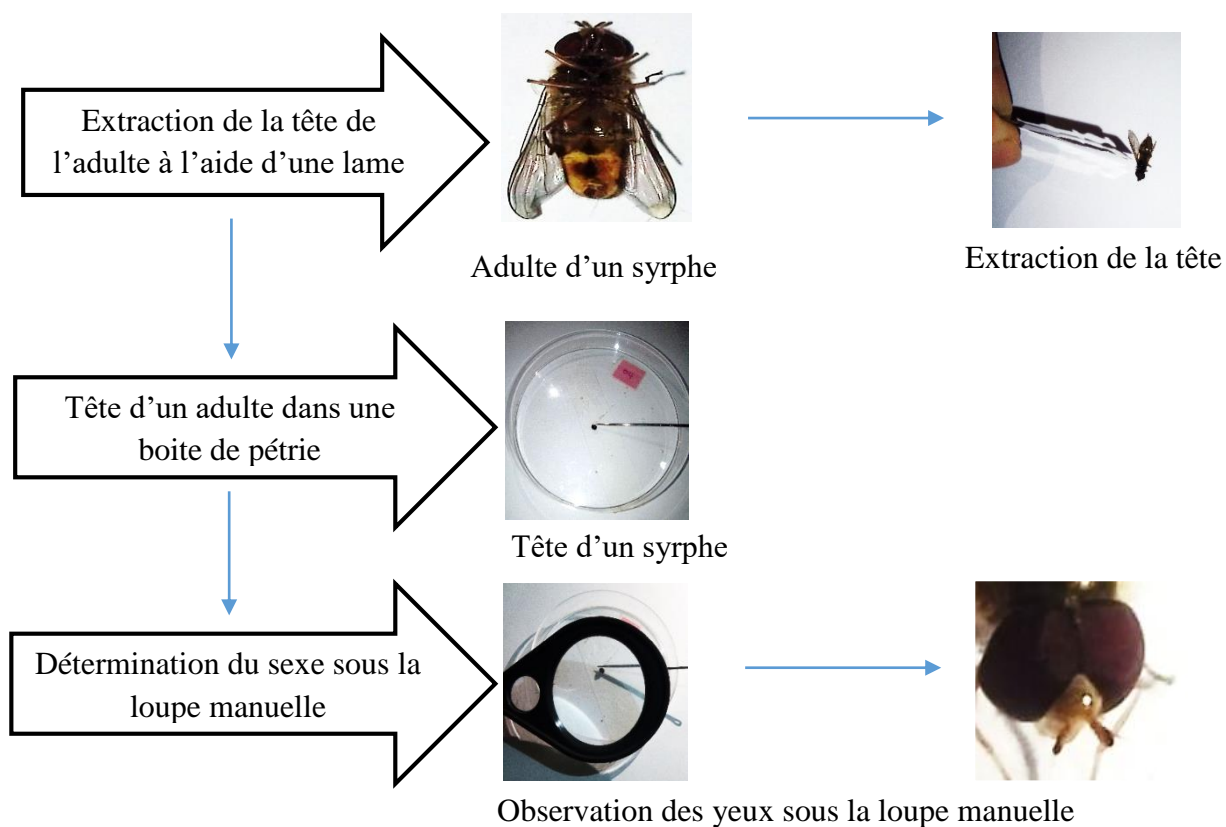 Extraction de la tête de
l’adulte à l’aide d’une lame
Adulte d’un syrphe
Extraction de la tête
Tête d’un adulte dans une
boite de pétrie
Tête d’un syrphe
Détermination du sexe sous la
loupe manuelle
Observation des yeux sous la loupe manuelle